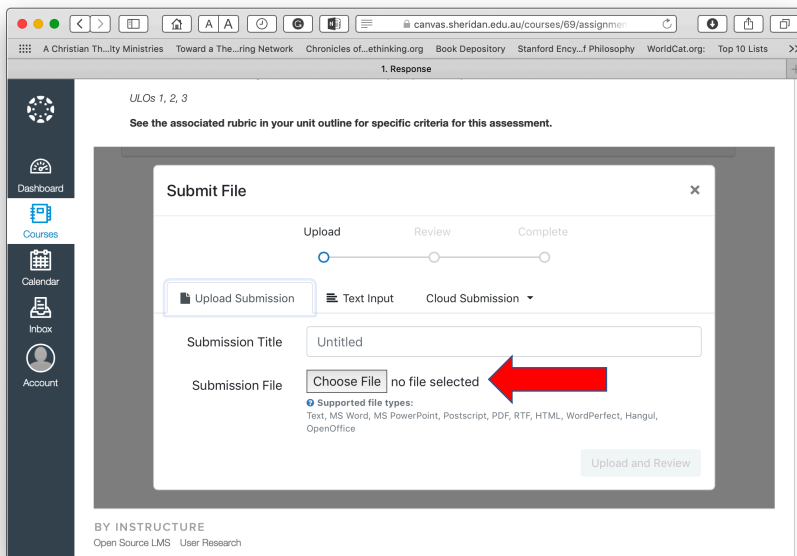 A A
canvas.sheridan.edu.au/courses/69/assignmen
A Christian Th...lty Ministries Toward a The...ring Network Chronicles of...ethinking.org Book Depository Stanford Ency...f Philosophy WorldCat.org: Top 10 Lists
1. Response
ULOs 1, 2, 3
See the associated rubric in your unit outline for specific criteria for this assessment.
Dashboard
Courses
Calendar
Inbox
Account
Submit File
Upload Review Complete
Upload Submission Text Input Cloud Submission
Submission Title Untitled
Submission File Choose File no file selected
Supported file types:
Text, MS Word, MS PowerPoint, Postscript, PDF, RTF, HTML, WordPerfect, Hangul,
OpenOffice
Upload and Review
BY INSTRUCTURE
Open Source LMS User Research